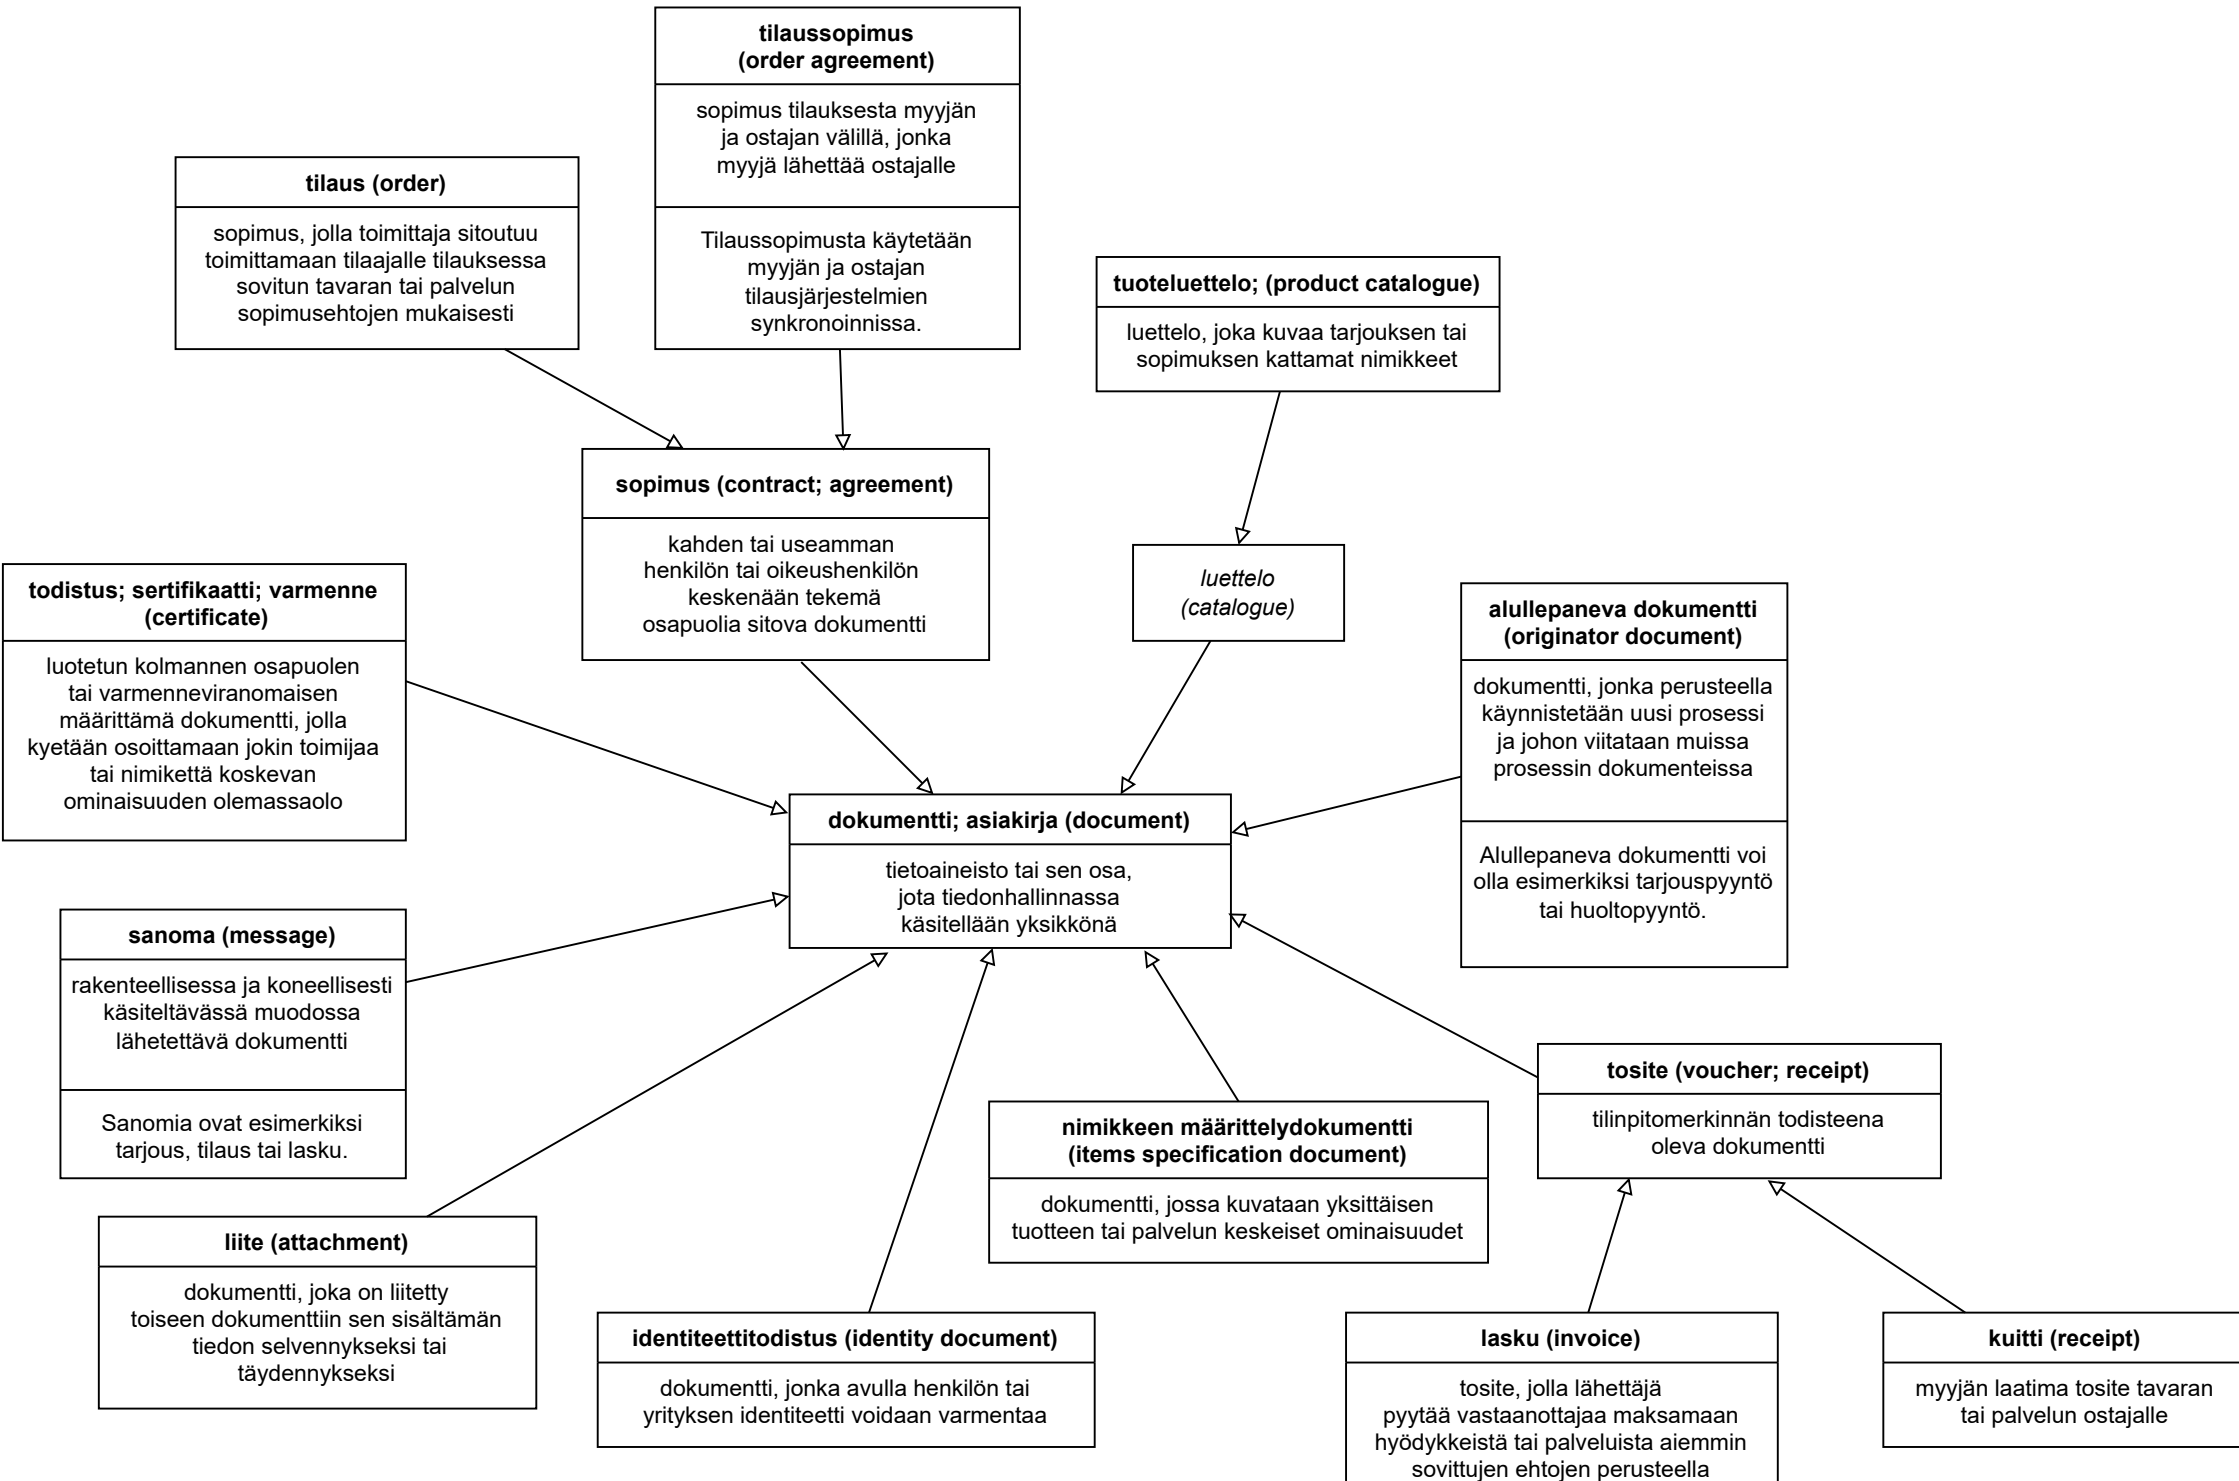 tilaussopimus
(order agreement)
sopimus tilauksesta myyjän
ja ostajan välillä, jonka
myyjä lähettää ostajalle
Tilaussopimusta käytetään
myyjän ja ostajan
tilausjärjestelmien
synkronoinnissa.
tilaus (order)
sopimus, jolla toimittaja sitoutuu
toimittamaan tilaajalle tilauksessa
sovitun tavaran tai palvelun
sopimusehtojen mukaisesti
tuoteluettelo; (product catalogue)
luettelo, joka kuvaa tarjouksen tai
sopimuksen kattamat nimikkeet
sopimus (contract; agreement)
kahden tai useamman
henkilön tai oikeushenkilön
keskenään tekemä
osapuolia sitova dokumentti
luettelo
(catalogue)
todistus; sertifikaatti; varmenne
(certificate)
luotetun kolmannen osapuolen
tai varmenneviranomaisen
määrittämä dokumentti, jolla
kyetään osoittamaan jokin toimijaa
tai nimikettä koskevan
ominaisuuden olemassaolo
alullepaneva dokumentti
(originator document)
dokumentti, jonka perusteella
käynnistetään uusi prosessi
ja johon viitataan muissa
prosessin dokumenteissa
Alullepaneva dokumentti voi
olla esimerkiksi tarjouspyyntö
tai huoltopyyntö.
dokumentti; asiakirja (document)
tietoaineisto tai sen osa,
jota tiedonhallinnassa
käsitellään yksikkönä
sanoma (message)
rakenteellisessa ja koneellisesti
käsiteltävässä muodossa
lähetettävä dokumentti
Sanomia ovat esimerkiksi
tarjous, tilaus tai lasku.
tosite (voucher; receipt)
tilinpitomerkinnän todisteena
oleva dokumentti
nimikkeen määrittelydokumentti
(items specification document)
dokumentti, jossa kuvataan yksittäisen
tuotteen tai palvelun keskeiset ominaisuudet
liite (attachment)
dokumentti, joka on liitetty
toiseen dokumenttiin sen sisältämän
tiedon selvennykseksi tai
täydennykseksi
identiteettitodistus (identity document)
dokumentti, jonka avulla henkilön tai
yrityksen identiteetti voidaan varmentaa
lasku (invoice)
tosite, jolla lähettäjä
pyytää vastaanottajaa maksamaan
hyödykkeistä tai palveluista aiemmin
sovittujen ehtojen perusteella
kuitti (receipt)
myyjän laatima tosite tavaran
tai palvelun ostajalle